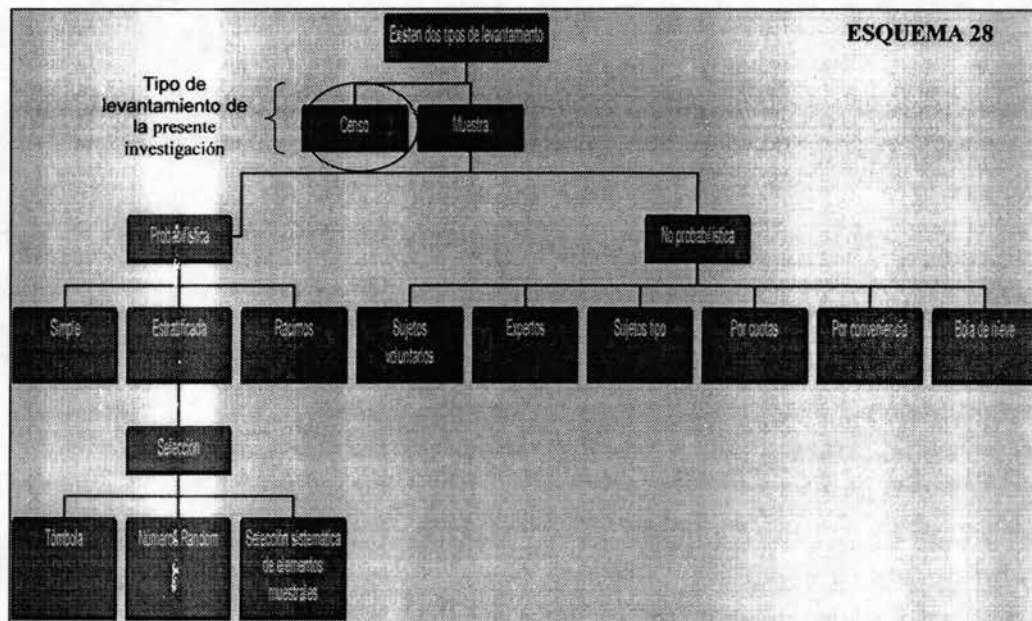 ESQUEMA 28
Existen dos tipos de levantamiento
Tipo de
levantamiento de
la presente
investigación
Censo
Muestra
Probabilística
No probabilística
Simple
Estratificada
Racimos
Sujetos
voluntarios
Expertos
Sujetos tipo
Por cuotas
Por conveniencia
Bola de nieve
Selección
Tómbola
Números Random
Selección sistemática
de elementos
muestrales